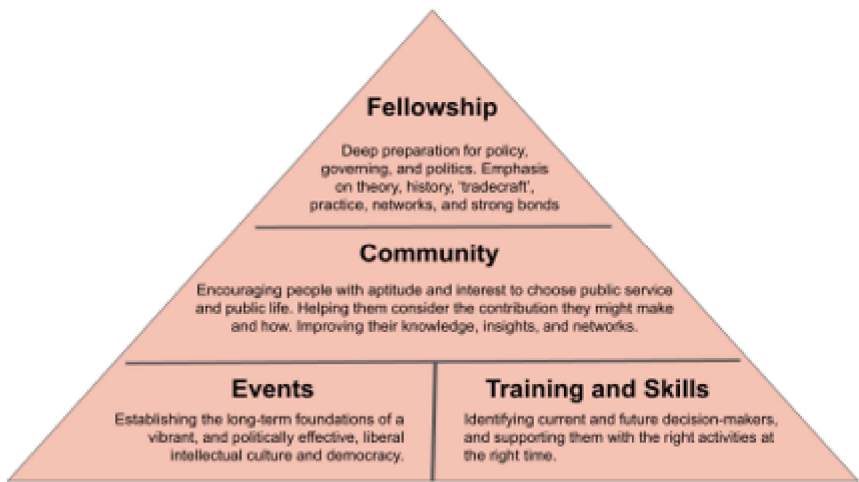 Fellowship
Deep preparation for policy,
governing, and politics. Emphasis
on theory, history, 'tradecraft',
practice, networks, and strong bonds
Community
Encouraging people with aptitude and interest to choose public service
and public life. Helping them consider the contribution they might make
and how. Improving their knowledge, insights, and networks.
Events
Establishing the long-term foundations of a
vibrant, and politically effective, liberal
intellectual culture and democracy.
Training and Skills
Identifying current and future decision-makers,
and supporting them with the right activities at
the right time.